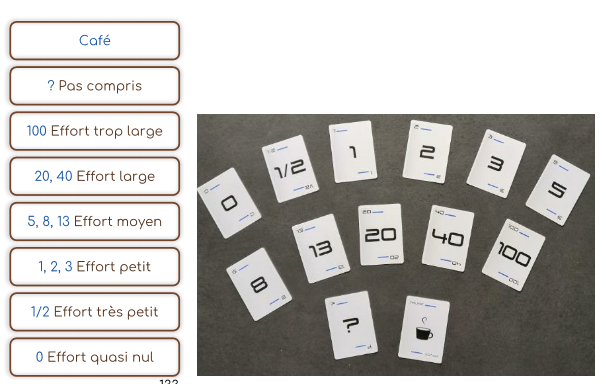 Café
? Pas compris
100 Effort trop large
20, 40 Effort large
5, 8, 13 Effort moyen
1, 2, 3 Effort petit
1/2 Effort très petit
0 Effort quasi nul
0
1/2
1
2
3
5
8
13
20
40
100
?